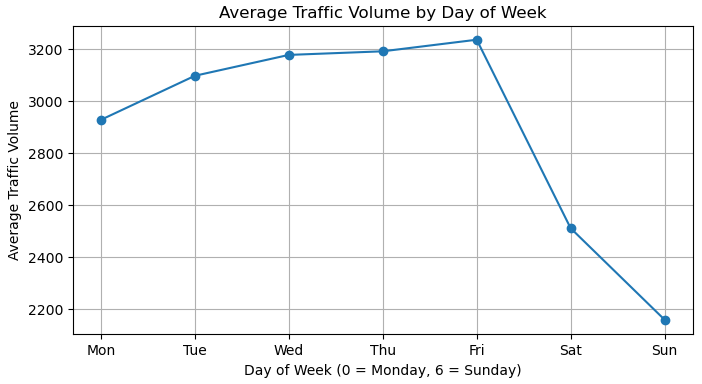 Average Traffic Volume by Day of Week
Average Traffic Volume
3200
3000
2800
2600
2400
2200
Mon Tue Wed Thu Fri Sat Sun
Day of Week (0 = Monday, 6 = Sunday)